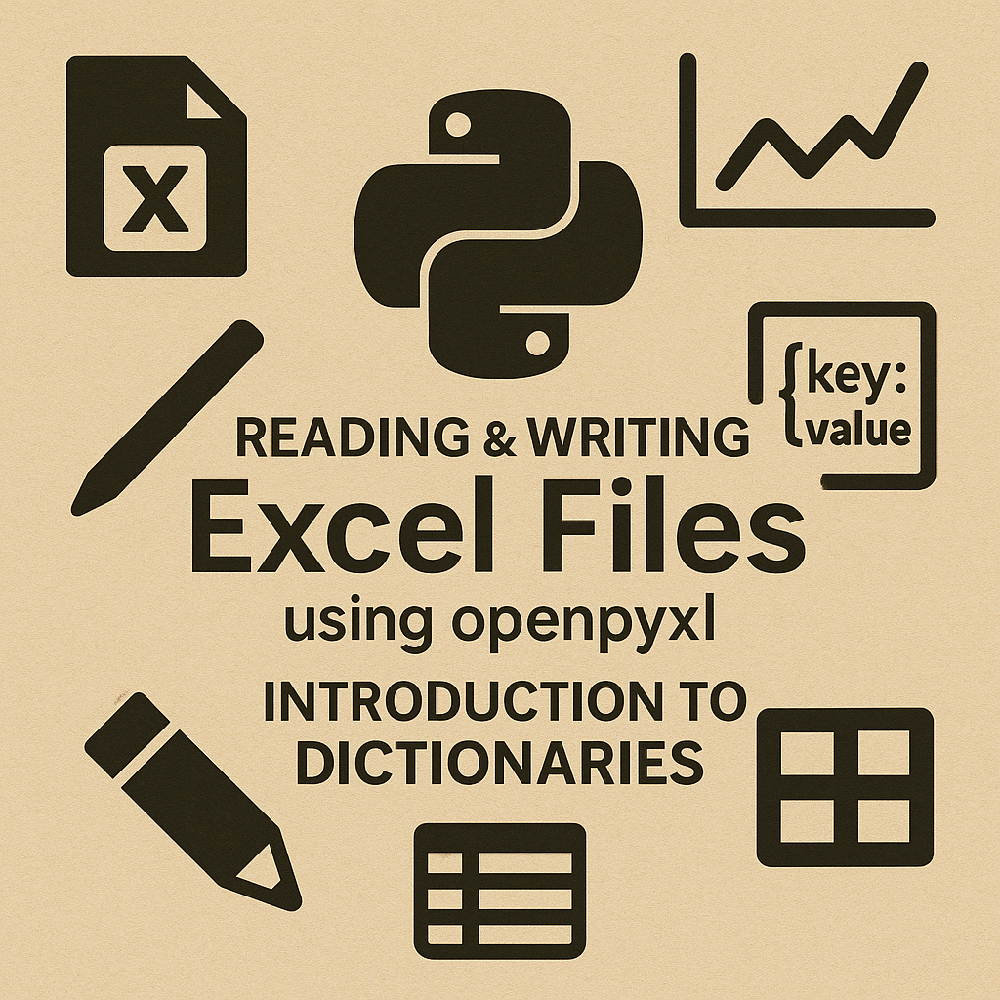 X
{key:
value
READING & WRITING
Excel Files
using openpyxl
INTRODUCTION TO
DICTIONARIES